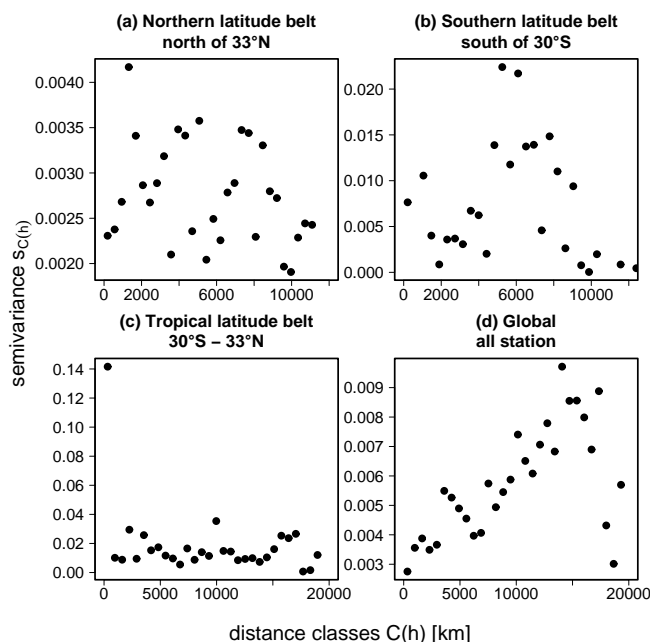 (a) Northern latitude belt
north of 33°N
(b) Southern latitude belt
south of 30°S
0.0040
0.0035
0.0030
0.0025
0.0020
0 2000 6000 10000
0.020
0.015
0.010
0.005
0.000
0 2000 6000 10000
semivariance sC(h)
(c) Tropical latitude belt
30°S – 33°N
(d) Global
all station
0.14
0.12
0.10
0.08
0.06
0.04
0.02
0.00
0 5000 10000 20000
0.009
0.008
0.007
0.006
0.005
0.004
0.003
0 5000 10000 20000
distance classes C(h) [km]